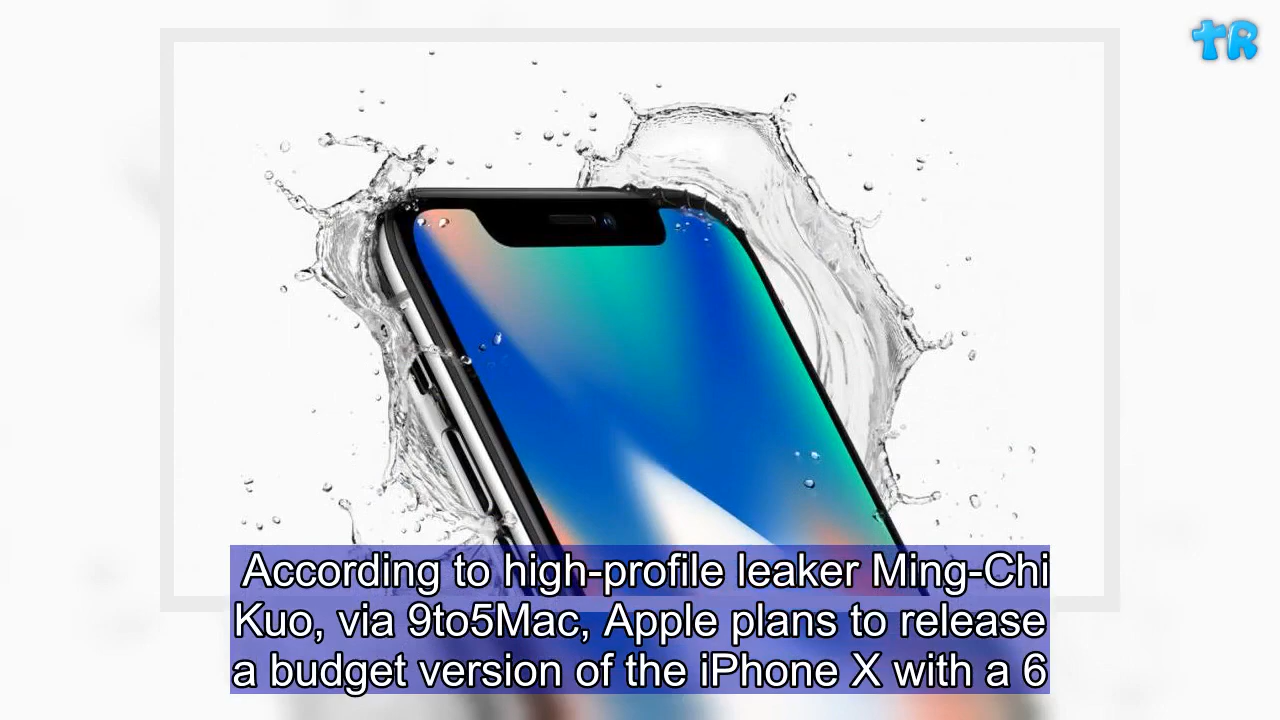 TR
According to high-profile leaker Ming-Chi
Kuo, via 9to5Mac, Apple plans to release
a budget version of the iPhone X with a 6